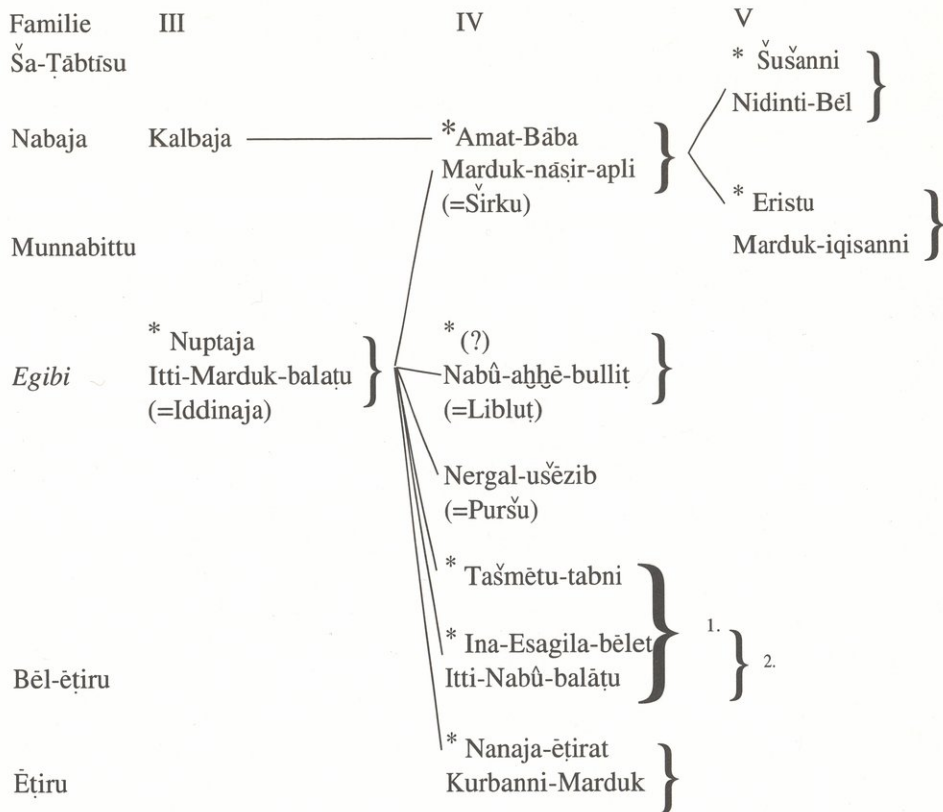 Familie III IV V
Ša-Ṭābtīsu * Šušanni
Nidinti-Bēl
Nabaja Kalbaja *Amat-Bāba
Marduk-nāṣir-apli
(=Širku) * Eristu
Munnabittu Marduk-iqisanni
* Nuptaja * (?)
Egibi Itti-Marduk-balaṭu Nabû-aḫḫē-bulliṭ
(=Iddinaja) (=Libluṭ)
Nergal-ušēzib
(=Puršu)
* Tašmētu-tabni
1.
* Ina-Esagila-bēlet
2.
Bēl-ēṭiru Itti-Nabû-balāṭu
* Nanaja-ēṭirat
Ēṭiru Kurbanni-Marduk